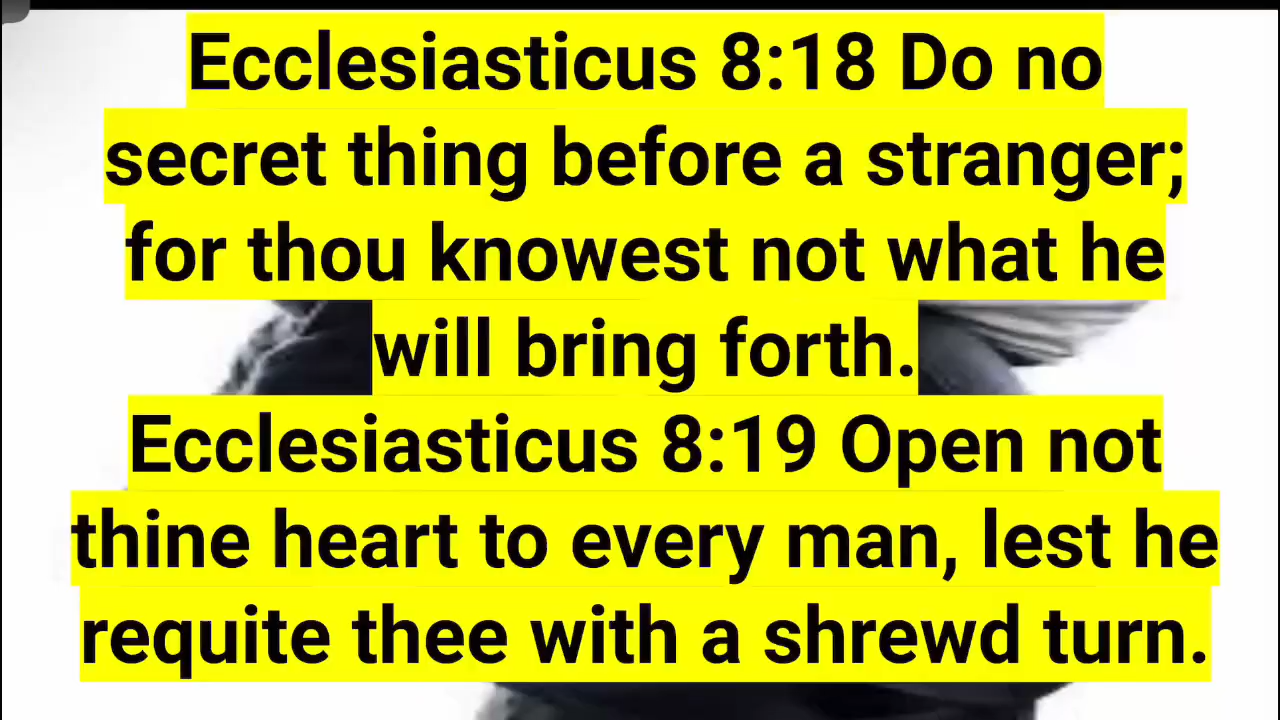 Ecclesiasticus 8:18 Do no
secret thing before a stranger;
for thou knowest not what he
will bring forth.
Ecclesiasticus 8:19 Open not
thine heart to every man, lest he
requite thee with a shrewd turn.